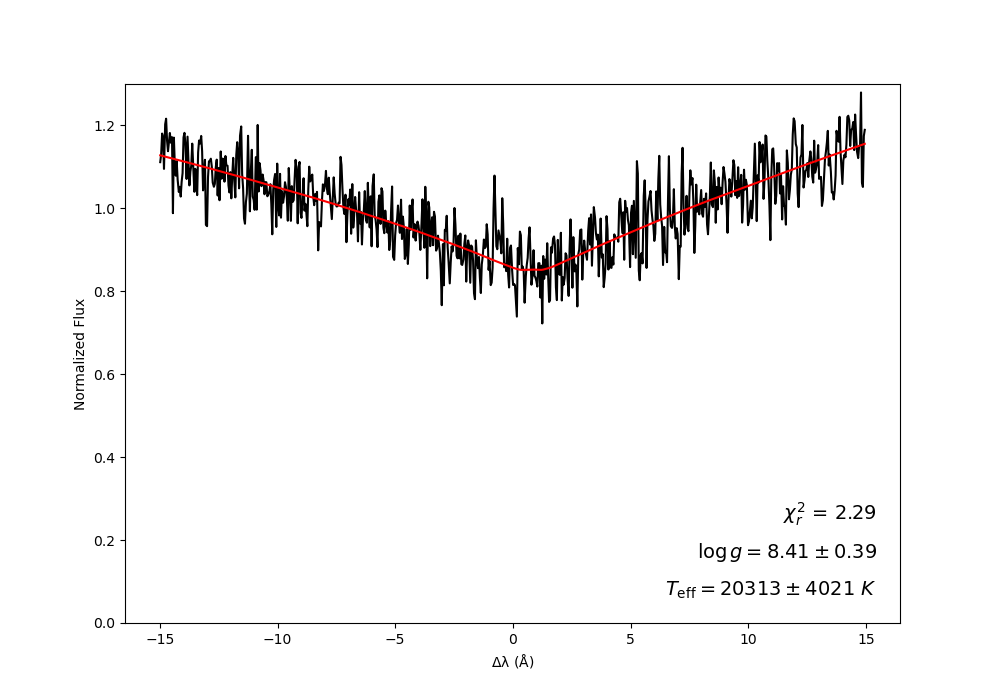 1.2
1.0
0.8
0.6
0.4
0.2
0.0
Normalized Flux
χ²ᵣ = 2.29
log g = 8.41 ± 0.39
T_eff = 20313 ± 4021 K
−15 −10 −5 0 5 10 15
Δλ (Å)